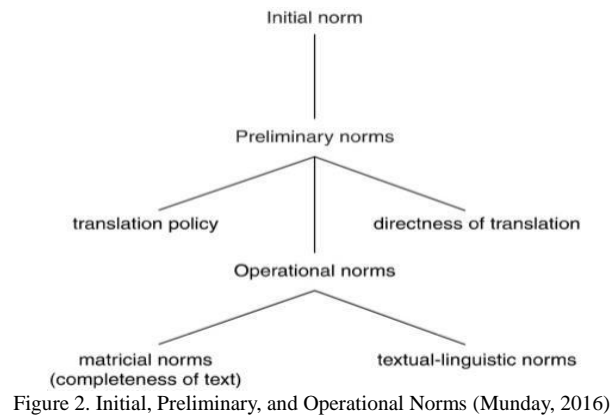 Initial norm
Preliminary norms
translation policy
directness of translation
Operational norms
matricial norms
(completeness of text)
textual-linguistic norms
Figure 2. Initial, Preliminary, and Operational Norms (Munday, 2016)